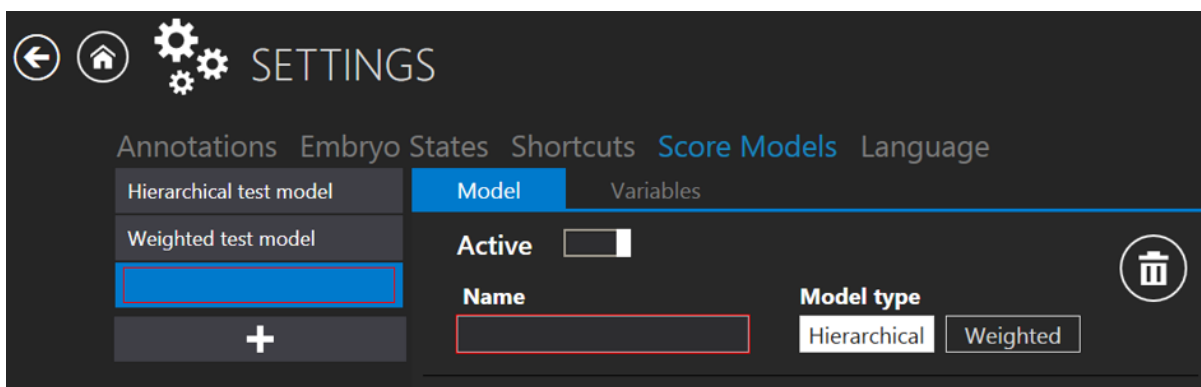 SETTINGS
Annotations Embryo States Shortcuts Score Models Language
Hierarchical test model
Weighted test model
Model Variables
Active
Name
Model type
Hierarchical Weighted